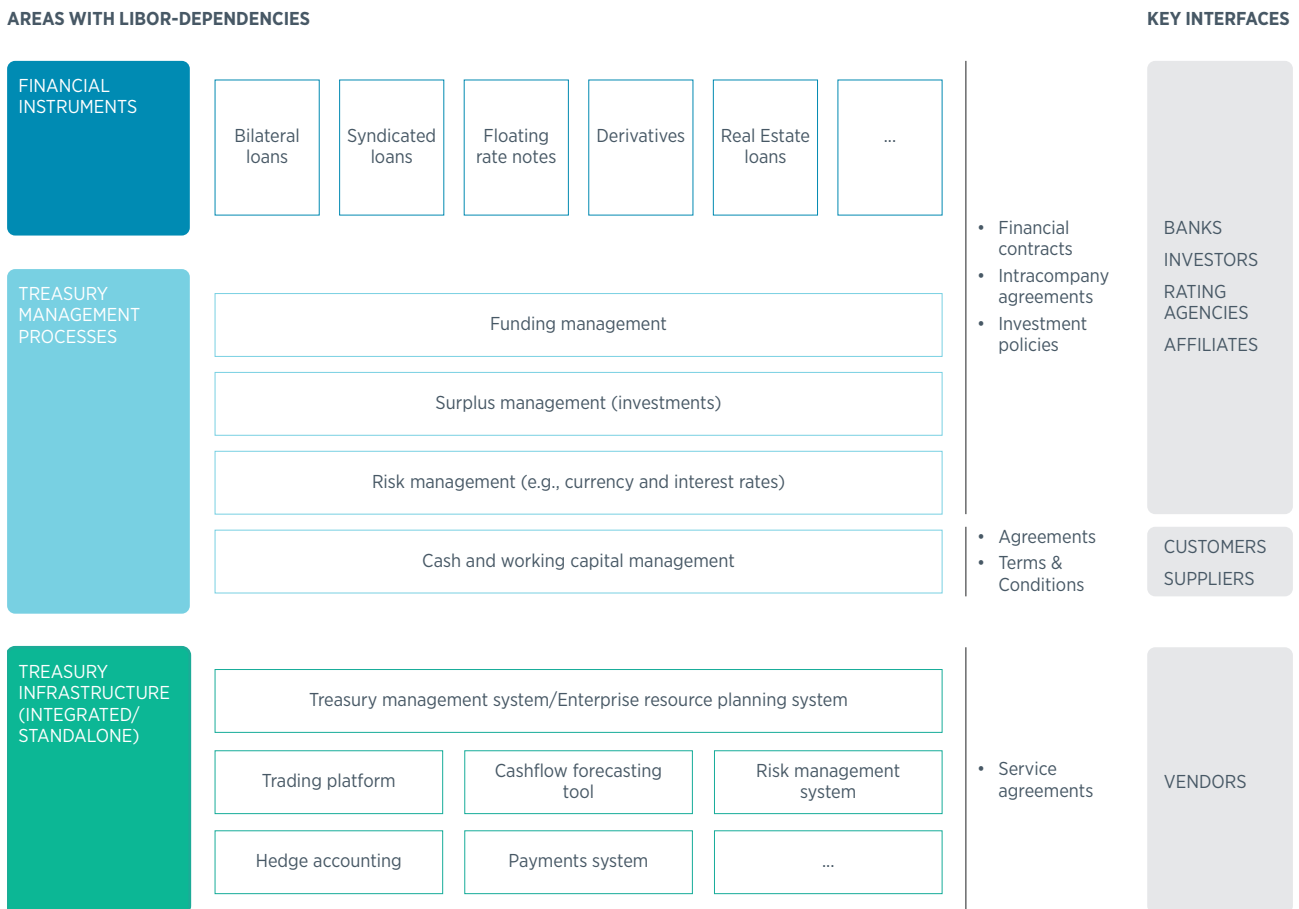 AREAS WITH LIBOR-DEPENDENCIES
KEY INTERFACES
FINANCIAL
INSTRUMENTS
Bilateral
loans
Syndicated
loans
Floating
rate notes
Derivatives
Real Estate
loans
...
• Financial
contracts
• Intracompany
agreements
• Investment
policies
BANKS
INVESTORS
RATING
AGENCIES
AFFILIATES
TREASURY
MANAGEMENT
PROCESSES
Funding management
Surplus management (investments)
Risk management (e.g., currency and interest rates)
Cash and working capital management
• Agreements
• Terms &
Conditions
CUSTOMERS
SUPPLIERS
TREASURY
INFRASTRUCTURE
(INTEGRATED/
STANDALONE)
Treasury management system/Enterprise resource planning system
Trading platform
Cashflow forecasting
tool
Risk management
system
Hedge accounting
Payments system
...
• Service
agreements
VENDORS